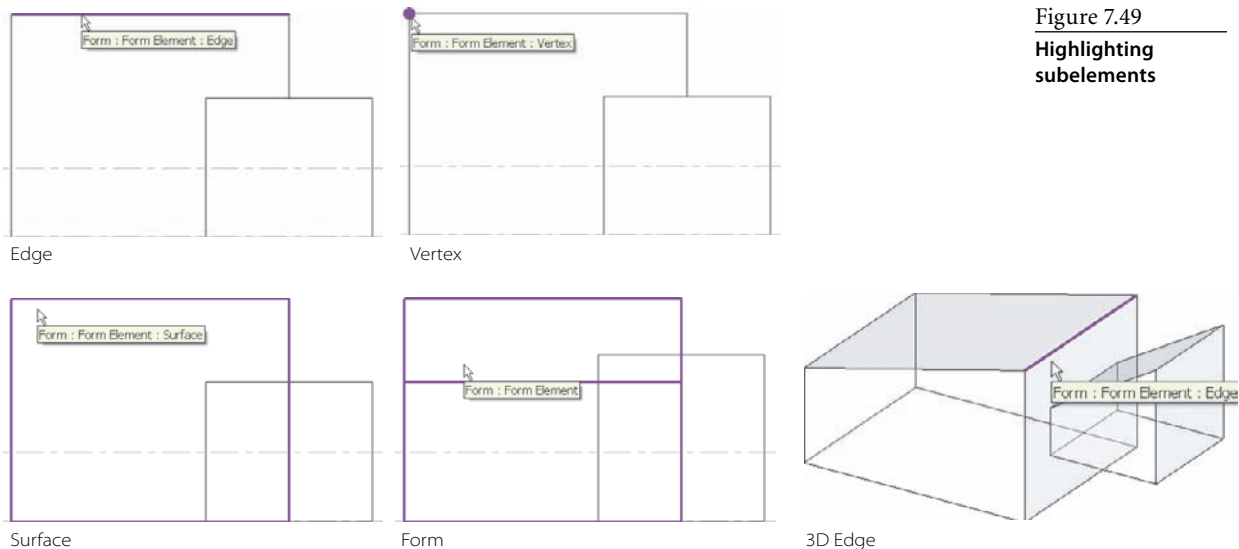 Figure 7.49
Highlighting
subelements
Form : Form Element : Edge
Form : Form Element : Vertex
Edge
Vertex
Form : Form Element : Surface
Form : Form Element
Form : Form Element : Edge
Surface
Form
3D Edge